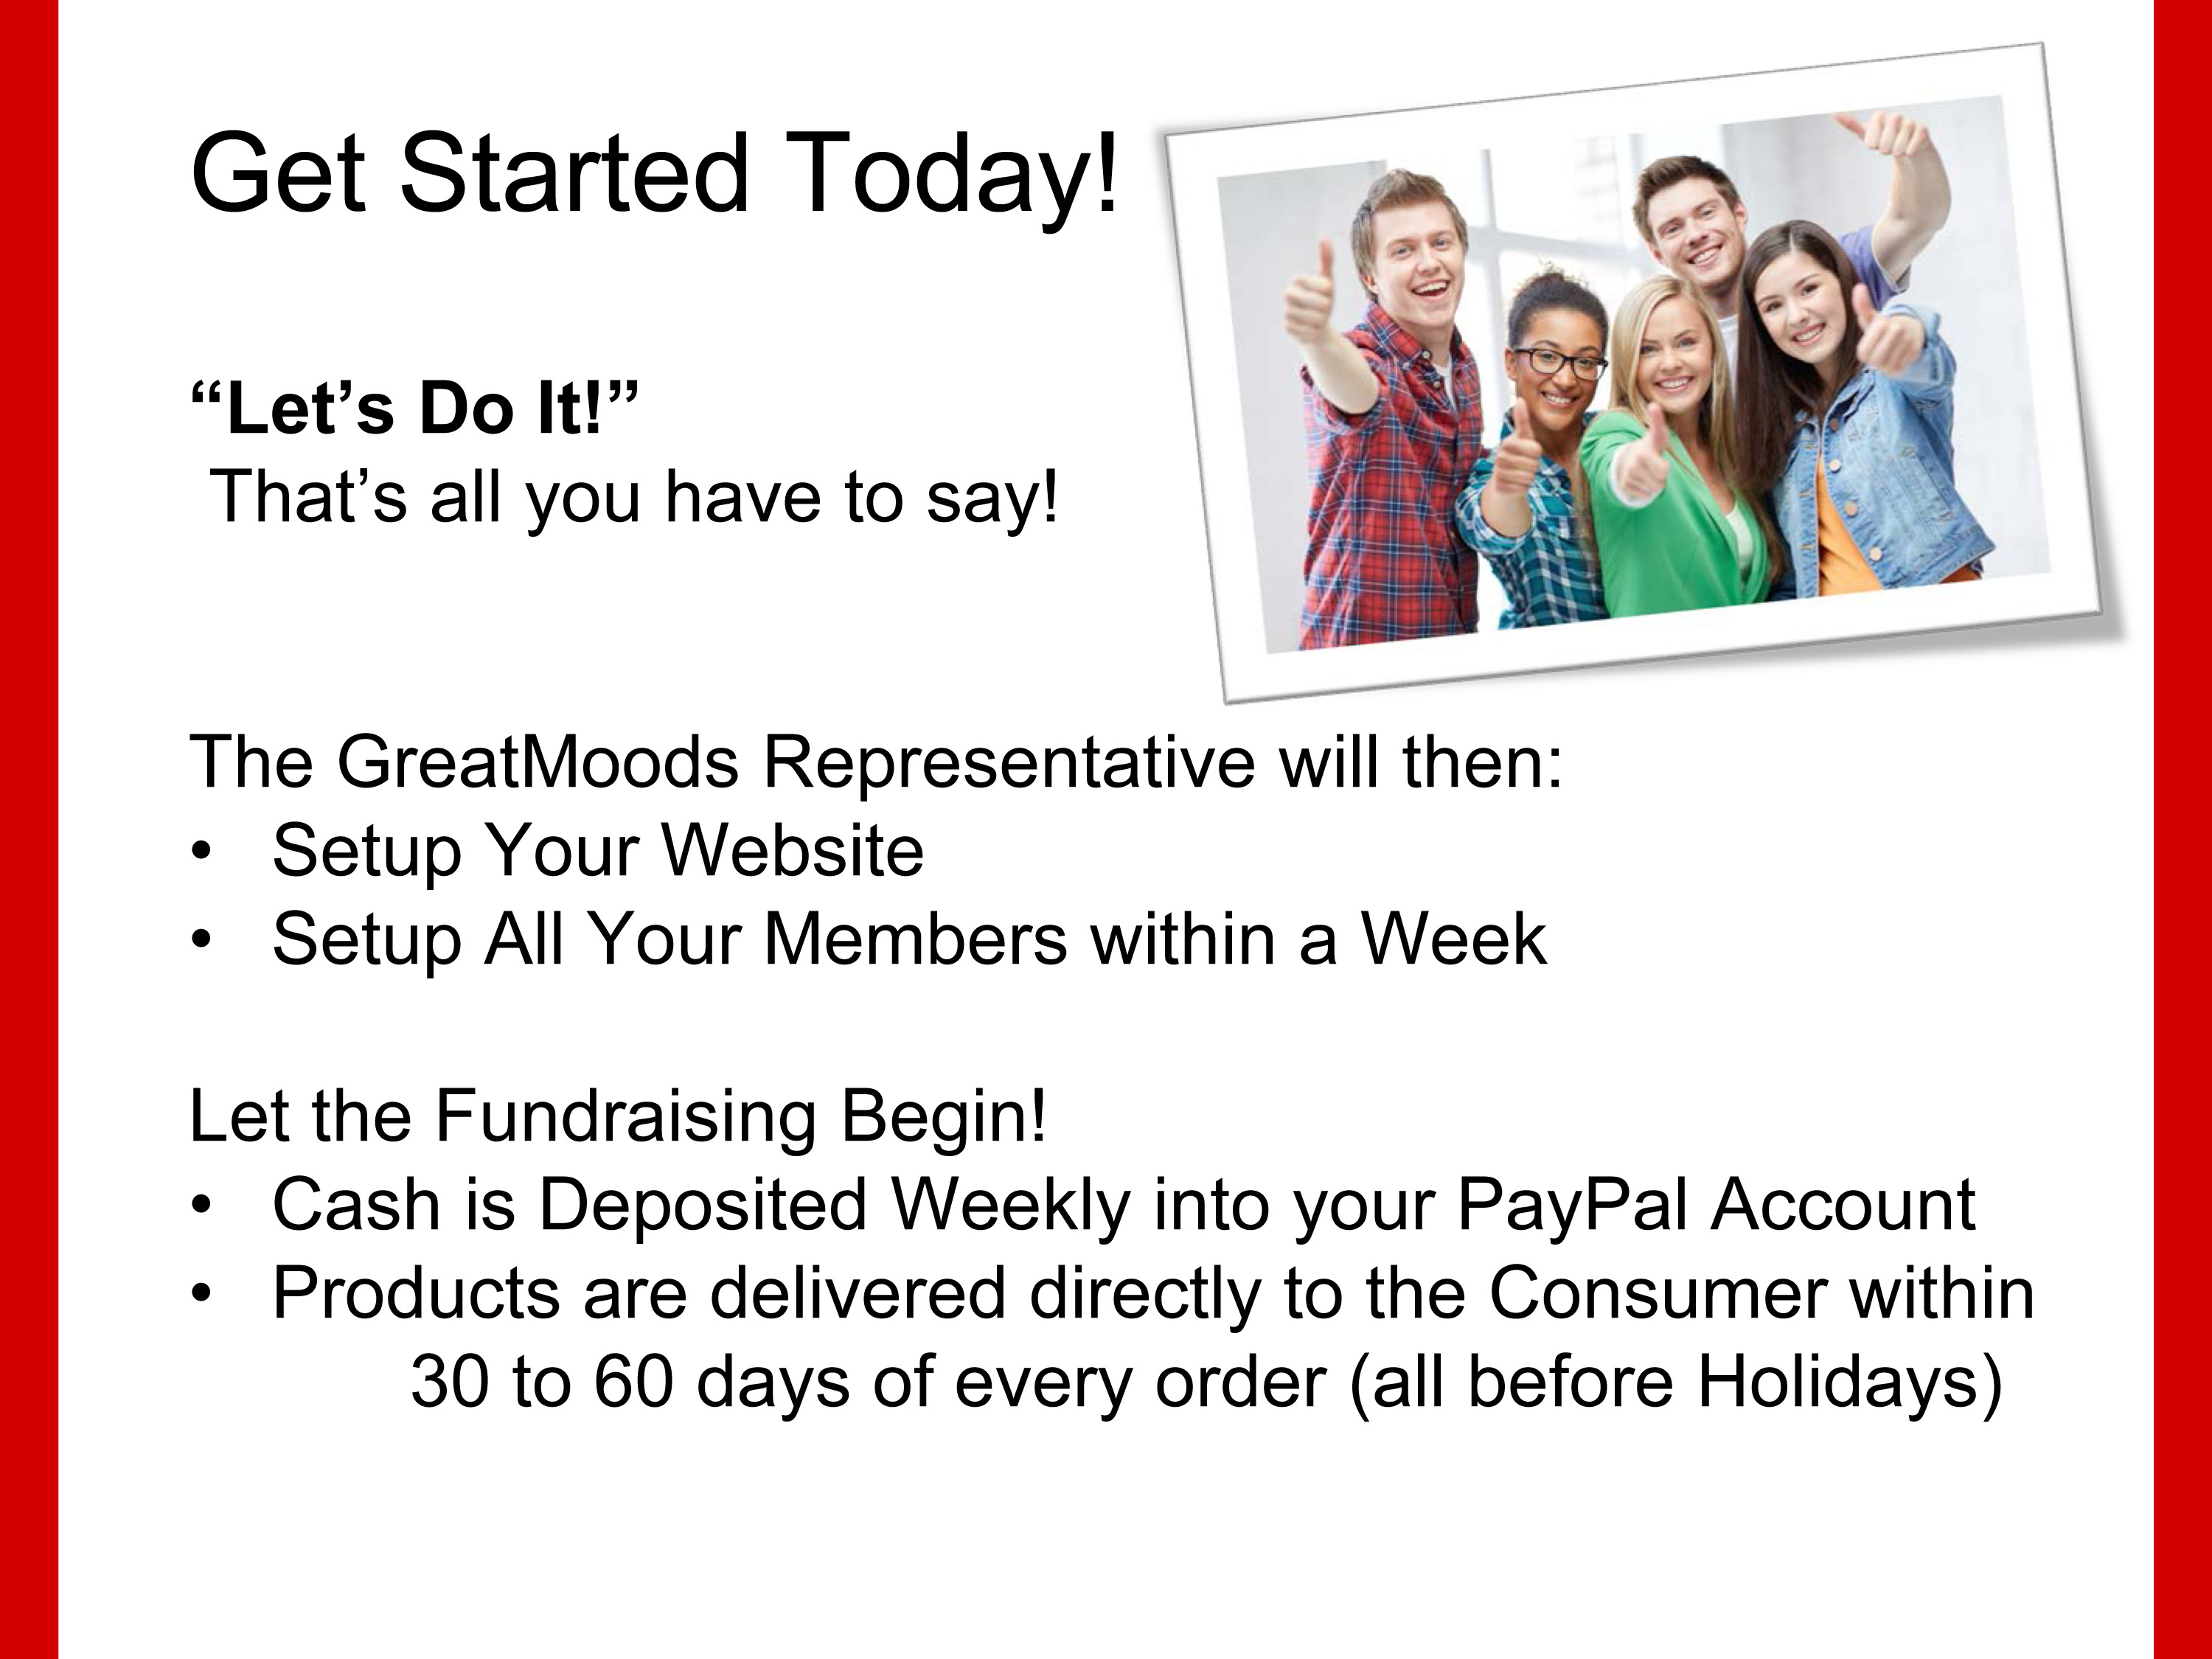 Get Started Today!
“Let’s Do It!”
That’s all you have to say!
The GreatMoods Representative will then:
• Setup Your Website
• Setup All Your Members within a Week
Let the Fundraising Begin!
• Cash is Deposited Weekly into your PayPal Account
• Products are delivered directly to the Consumer within
30 to 60 days of every order (all before Holidays)